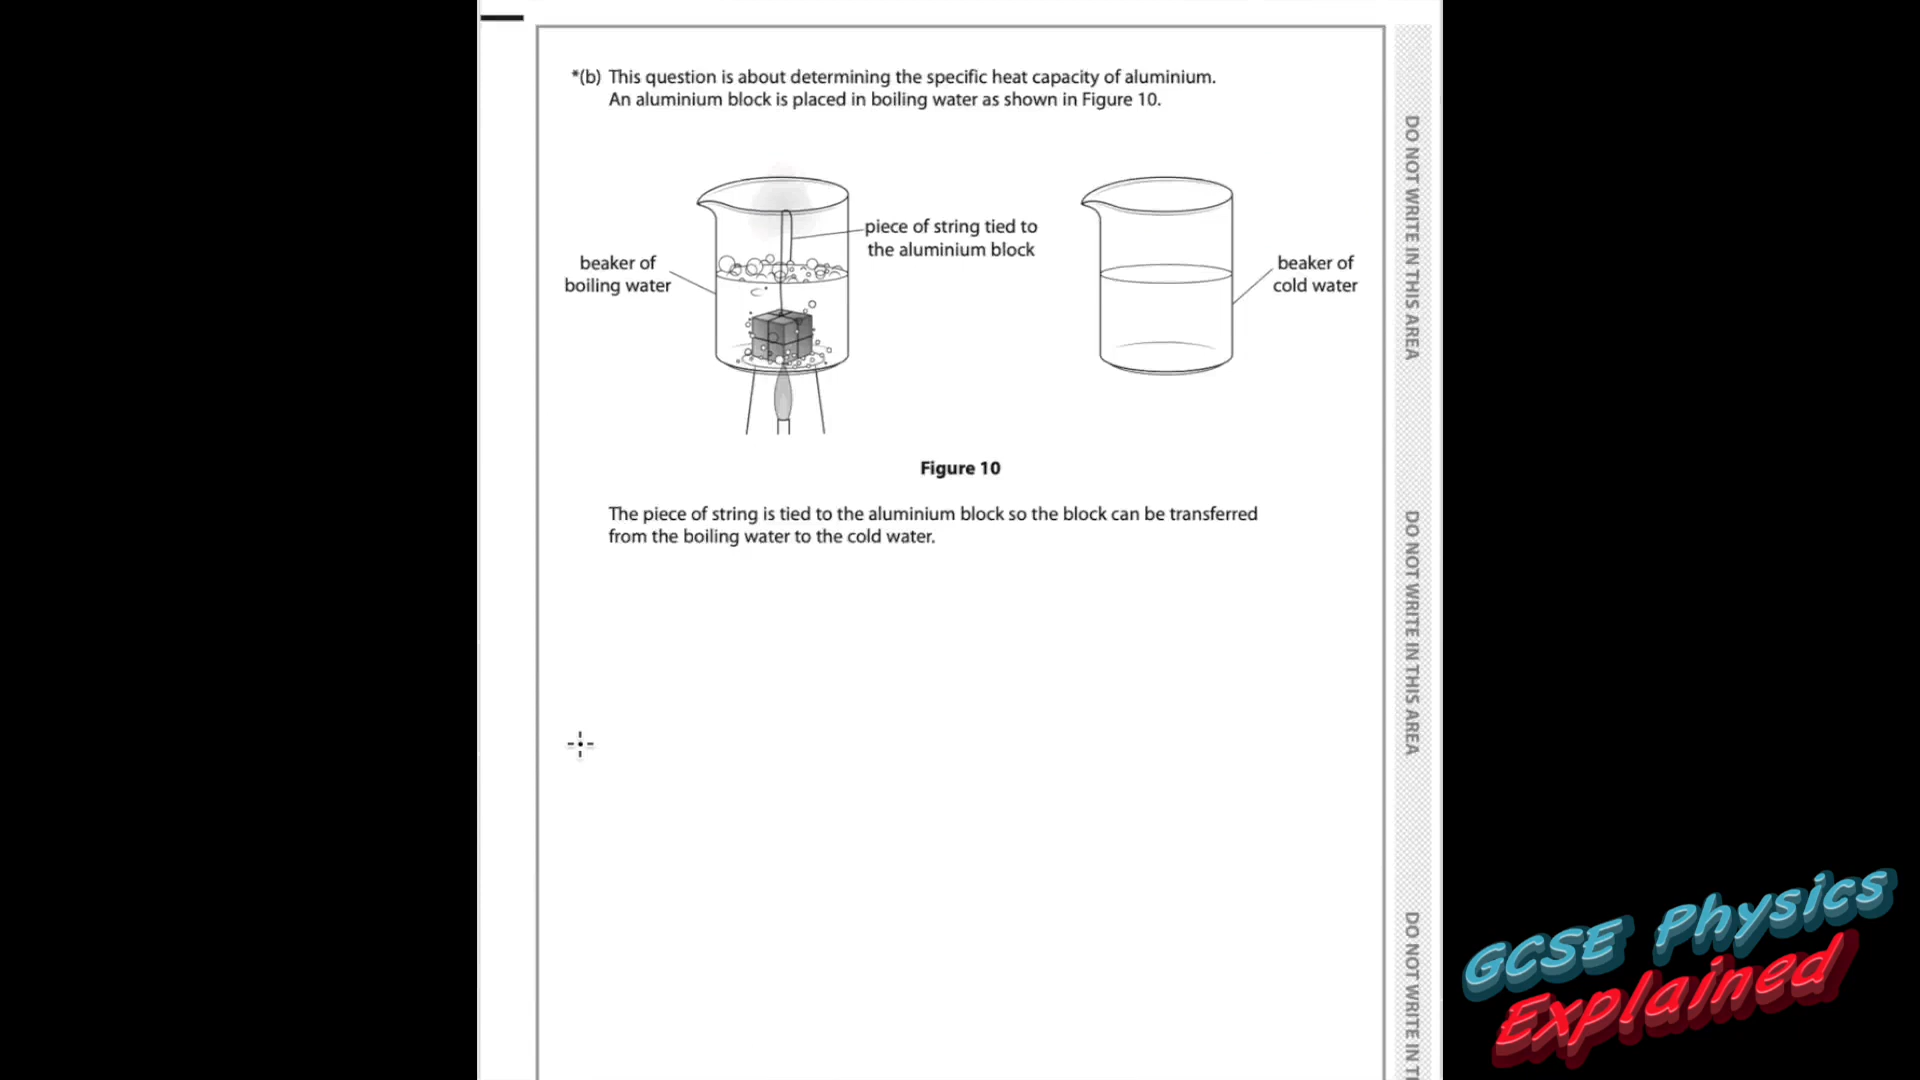 *(b) This question is about determining the specific heat capacity of aluminium.
An aluminium block is placed in boiling water as shown in Figure 10.
piece of string tied to
the aluminium block
beaker of
boiling water
beaker of
cold water
Figure 10
The piece of string is tied to the aluminium block so the block can be transferred
from the boiling water to the cold water.
DO NOT WRITE IN THIS AREA
DO NOT WRITE IN THIS AREA
DO NOT WRITE IN T
GCSE Physics
Explained